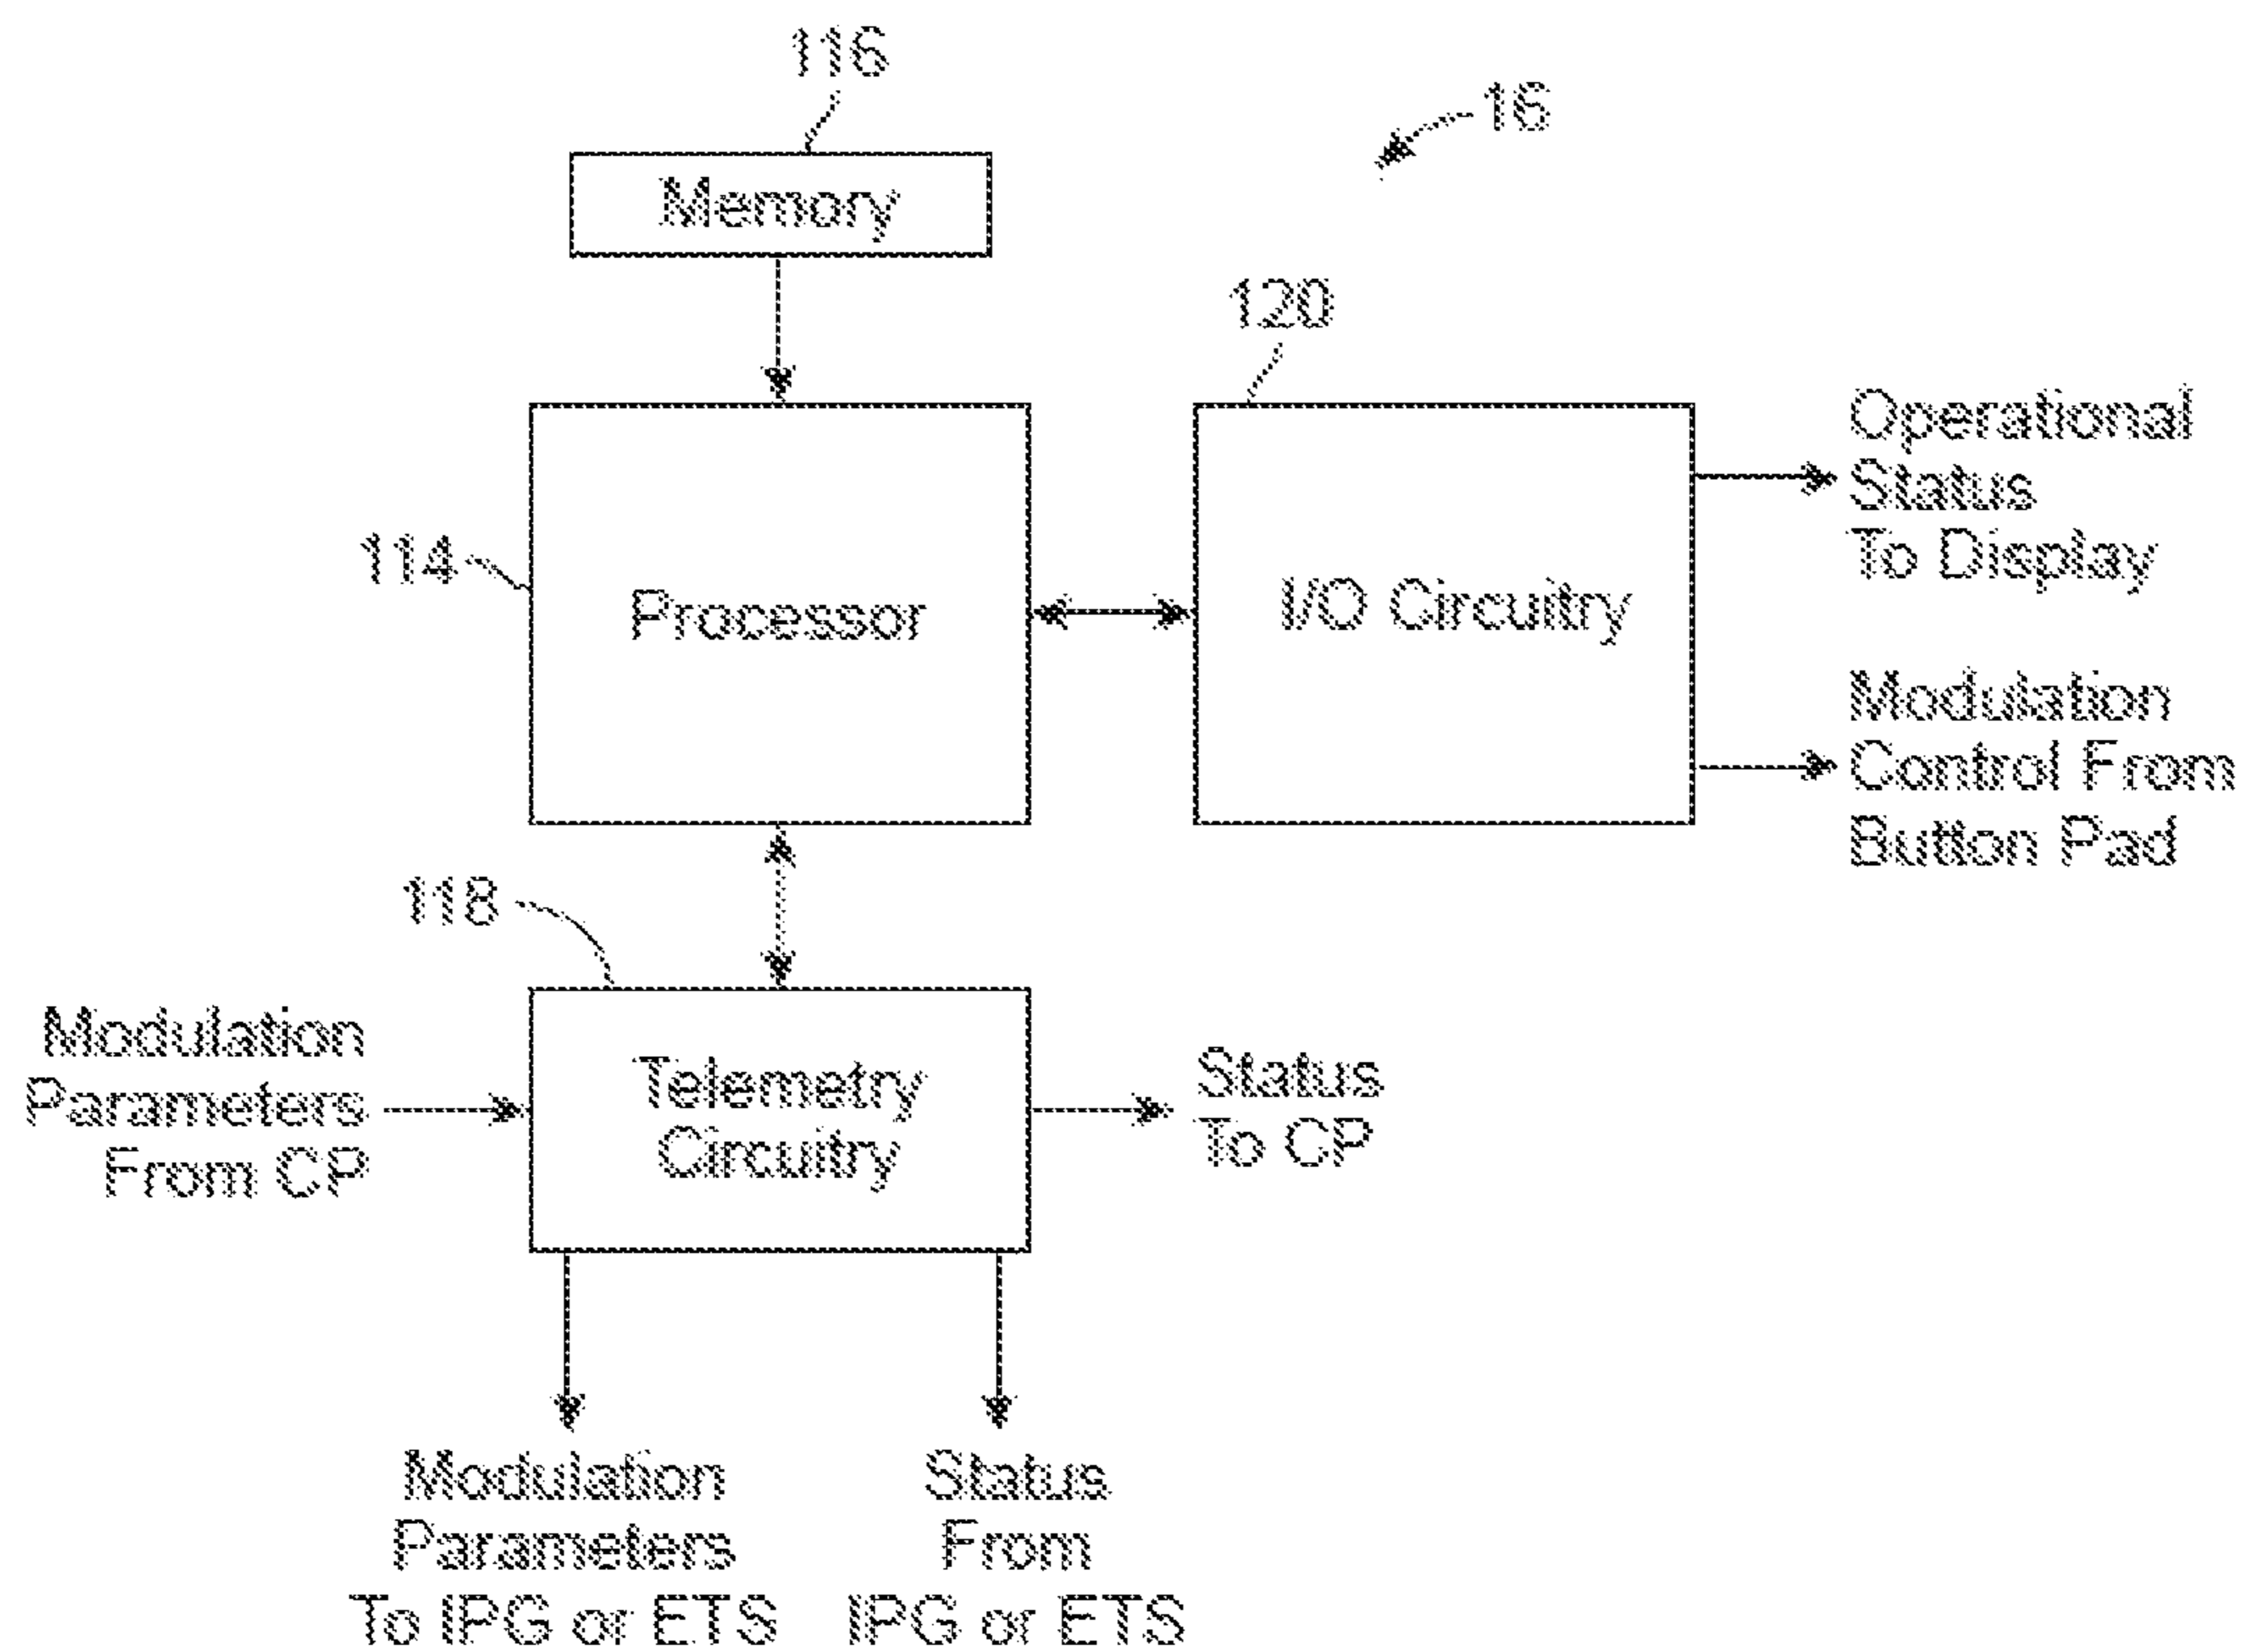 116
16
Memory
120
Operational
Status
To Display
114
Processor
I/O Circuitry
Modulation
Control From
Button Pad
118
Modulation
Parameters
From CP
Telemetry
Circuitry
Status
To CP
Modulation
Parameters
To IPG or ETS
Status
From
IPG or ETS